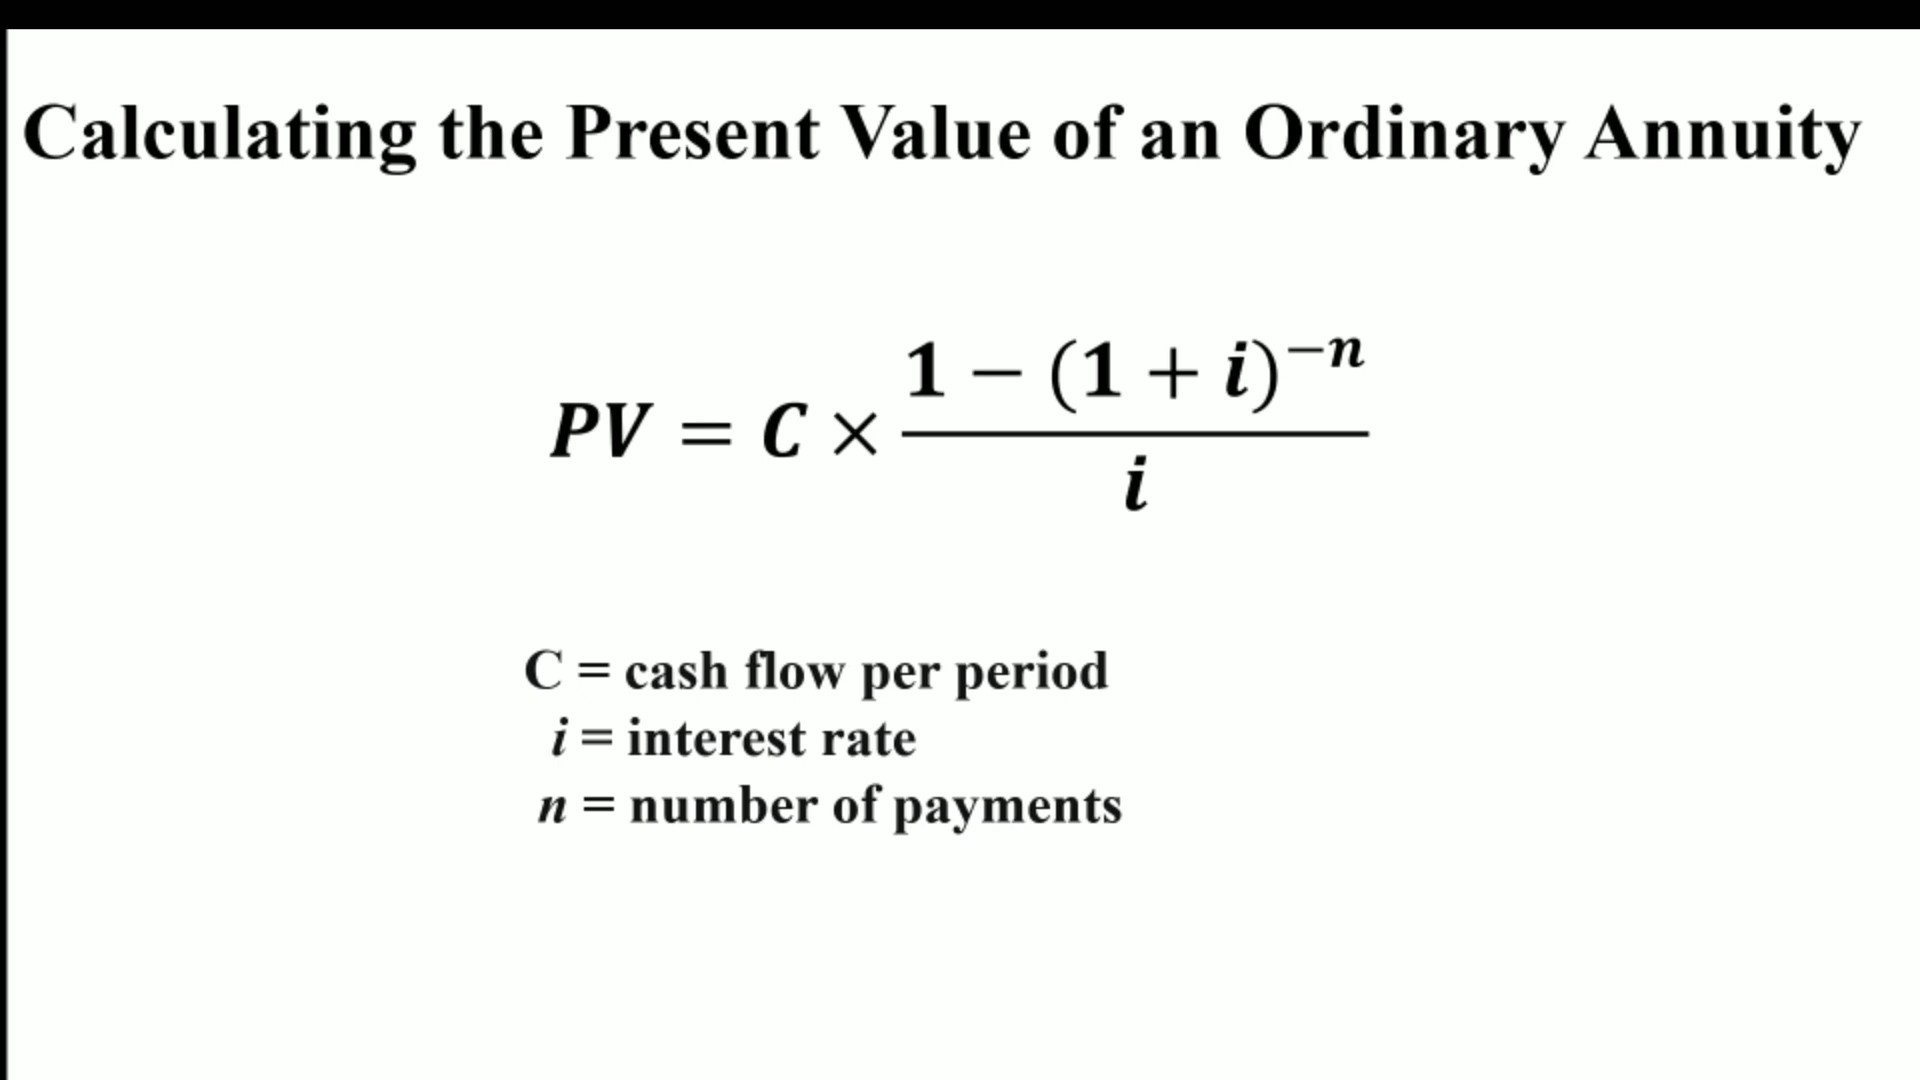 Calculating the Present Value of an Ordinary Annuity
PV = C × \frac{1 − (1 + i)^{−n}}{i}
C = cash flow per period
i = interest rate
n = number of payments